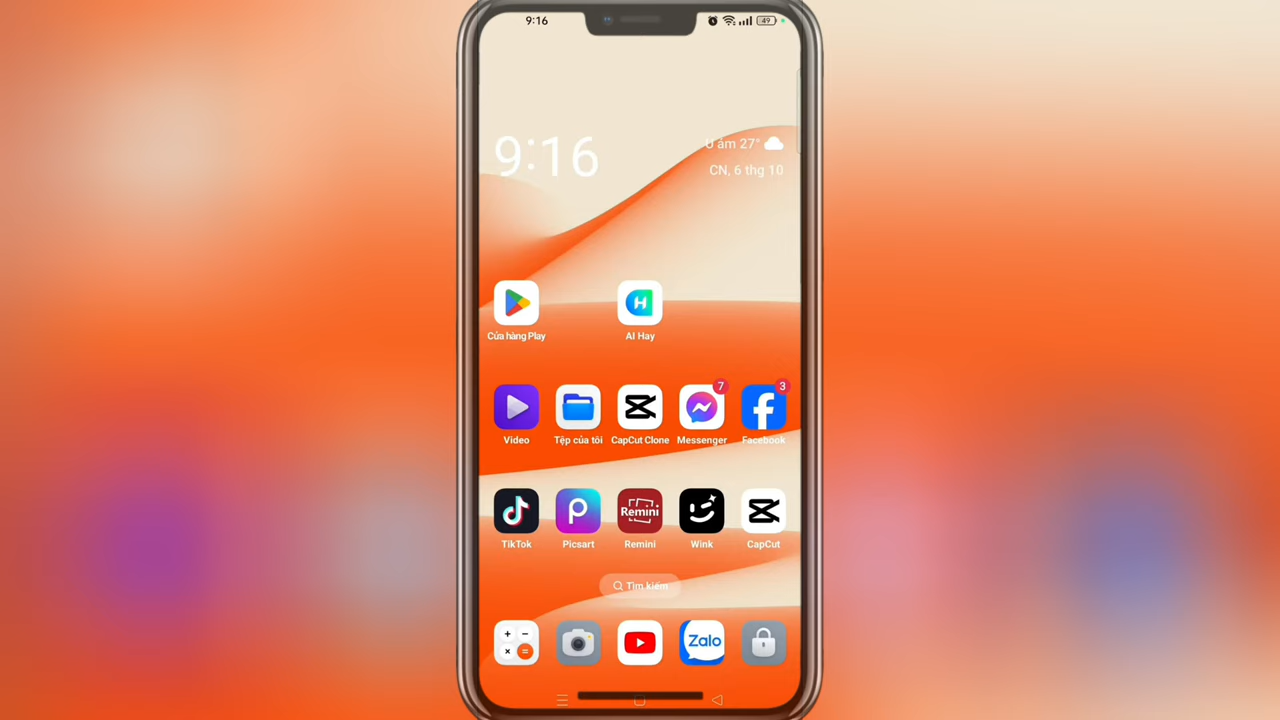 9:16
49
9:16
U ám 27°
CN, 6 thg 10
Cửa hàng Play
AI Hay
7
3
Video
Tệp của tôi
CapCut Clone
Messenger
Facebook
Remini
TikTok
Picsart
Remini
Wink
CapCut
Tìm kiếm
Zalo